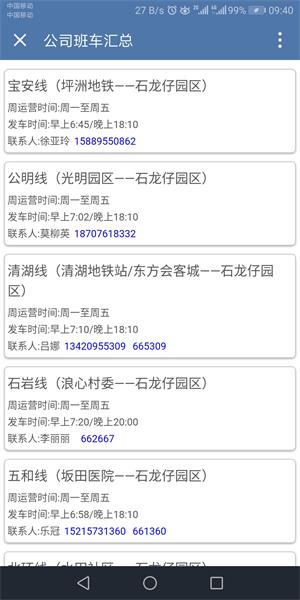 中国移动
中国移动
27 B/s 99% 09:40
公司班车汇总
宝安线（坪洲地铁——石龙仔园区）
周运营时间:周一至周五
发车时间:早上6:45/晚上18:10
联系人:徐亚玲 15889550862
公明线（光明园区——石龙仔园区）
周运营时间:周一至周五
发车时间:早上7:02/晚上18:10
联系人:莫柳英 18707618332
清湖线（清湖地铁站/东方会客城——石龙仔园
区）
周运营时间:周一至周五
发车时间:早上7:10/晚上18:10
联系人:吕娜 13420955309 665309
石岩线（浪心村委——石龙仔园区）
周运营时间:周一至周五
发车时间:早上7:20/晚上20:00
联系人:李丽丽 662667
五和线（坂田医院——石龙仔园区）
周运营时间:周一至周五
发车时间:早上6:58/晚上18:10
联系人:乐冠 15215731360 661360